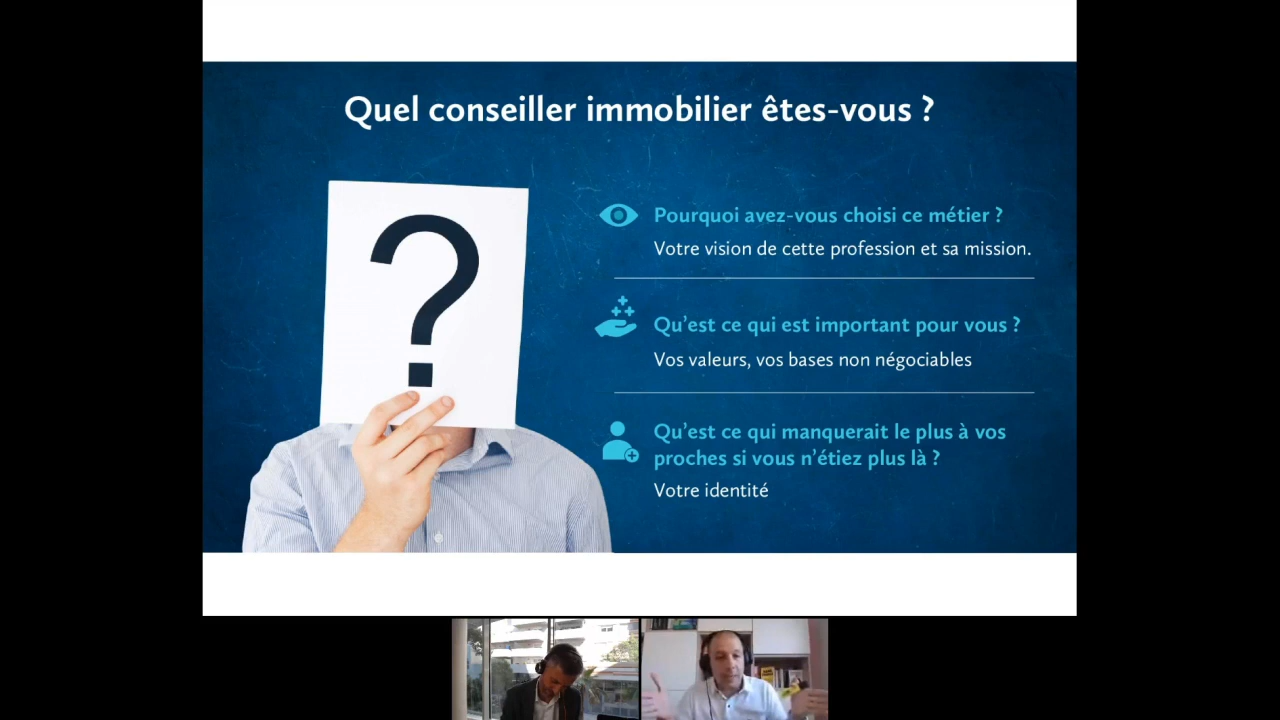 Quel conseiller immobilier êtes-vous ?
?
Pourquoi avez-vous choisi ce métier ?
Votre vision de cette profession et sa mission.
Qu’est ce qui est important pour vous ?
Vos valeurs, vos bases non négociables
Qu’est ce qui manquerait le plus à vos
proches si vous n’étiez plus là ?
Votre identité